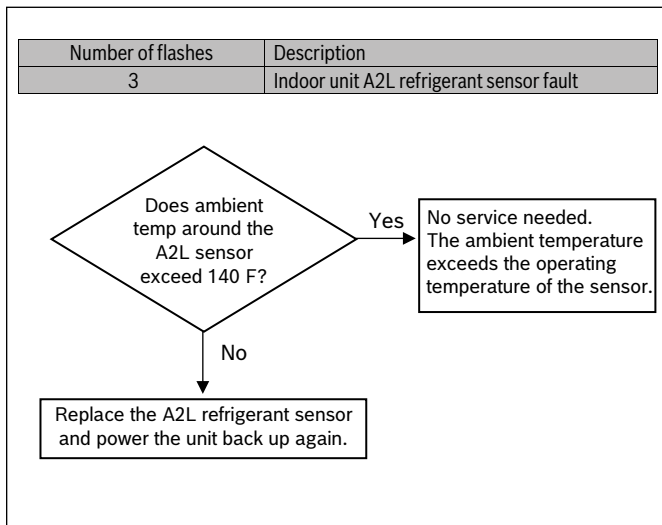 Number of flashes Description
3 Indoor unit A2L refrigerant sensor fault
Does ambient
temp around the
A2L sensor
exceed 140 F?
Yes
No service needed.
The ambient temperature
exceeds the operating
temperature of the sensor.
No
Replace the A2L refrigerant sensor
and power the unit back up again.